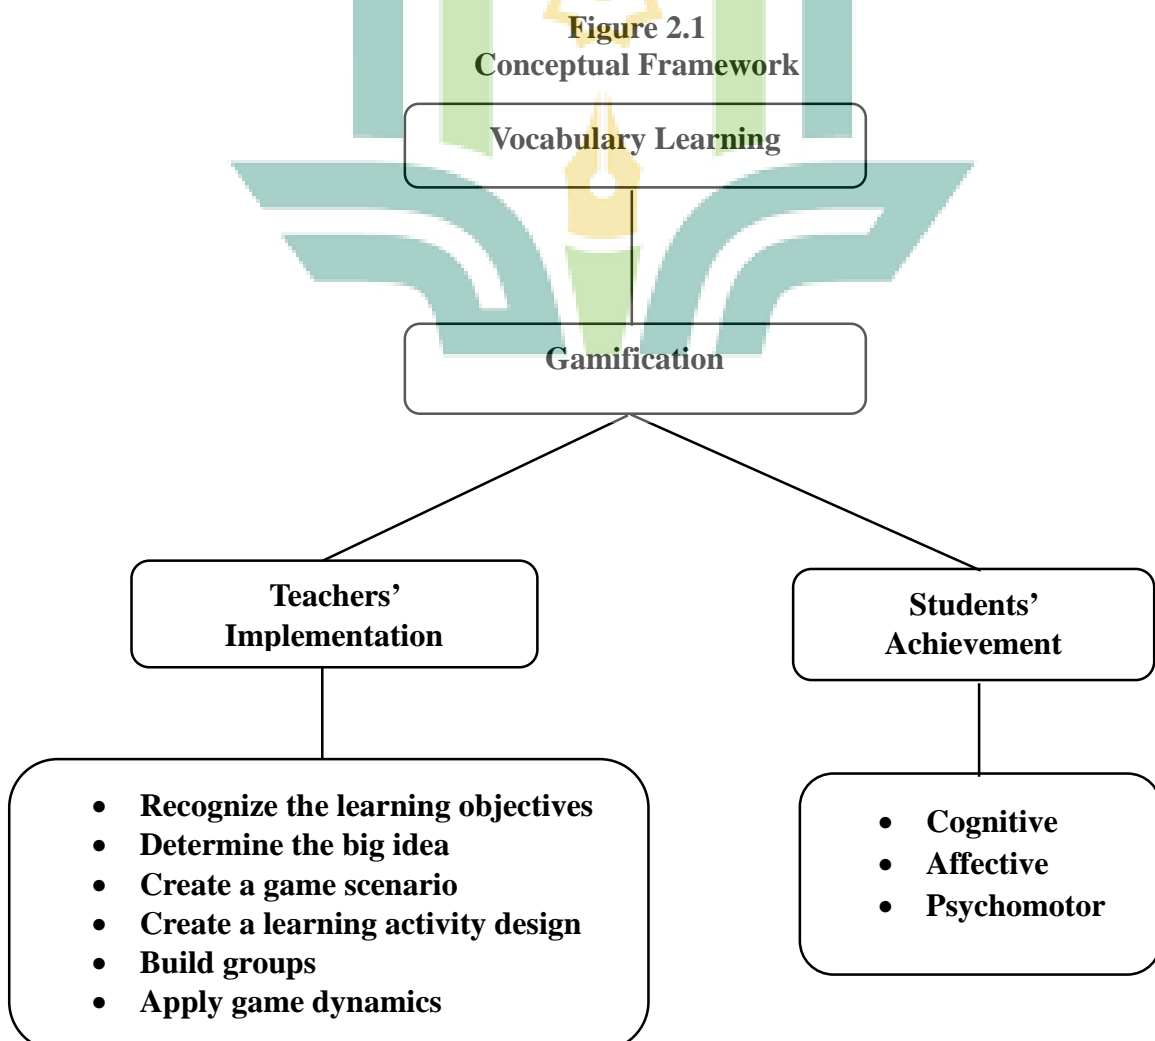 Figure 2.1
Conceptual Framework
Vocabulary Learning
Gamification
Teachers’
Implementation
Students’
Achievement
• Recognize the learning objectives
• Determine the big idea
• Create a game scenario
• Create a learning activity design
• Build groups
• Apply game dynamics
• Cognitive
• Affective
• Psychomotor